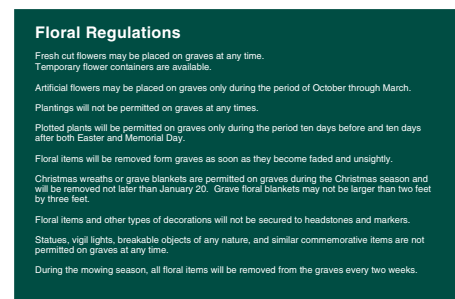 Floral Regulations
Fresh cut flowers may be placed on graves at any time.
Temporary flower containers are available.
Artificial flowers may be placed on graves only during the period of October through March.
Plantings will not be permitted on graves at any times.
Plotted plants will be permitted on graves only during the period ten days before and ten days
after both Easter and Memorial Day.
Floral items will be removed form graves as soon as they become faded and unsightly.
Christmas wreaths or grave blankets are permitted on graves during the Christmas season and
will be removed not later than January 20.  Grave floral blankets may not be larger than two feet
by three feet.
Floral items and other types of decorations will not be secured to headstones and markers.
Statues, vigil lights, breakable objects of any nature, and similar commemorative items are not
permitted on graves at any time.
During the mowing season, all floral items will be removed from the graves every two weeks.